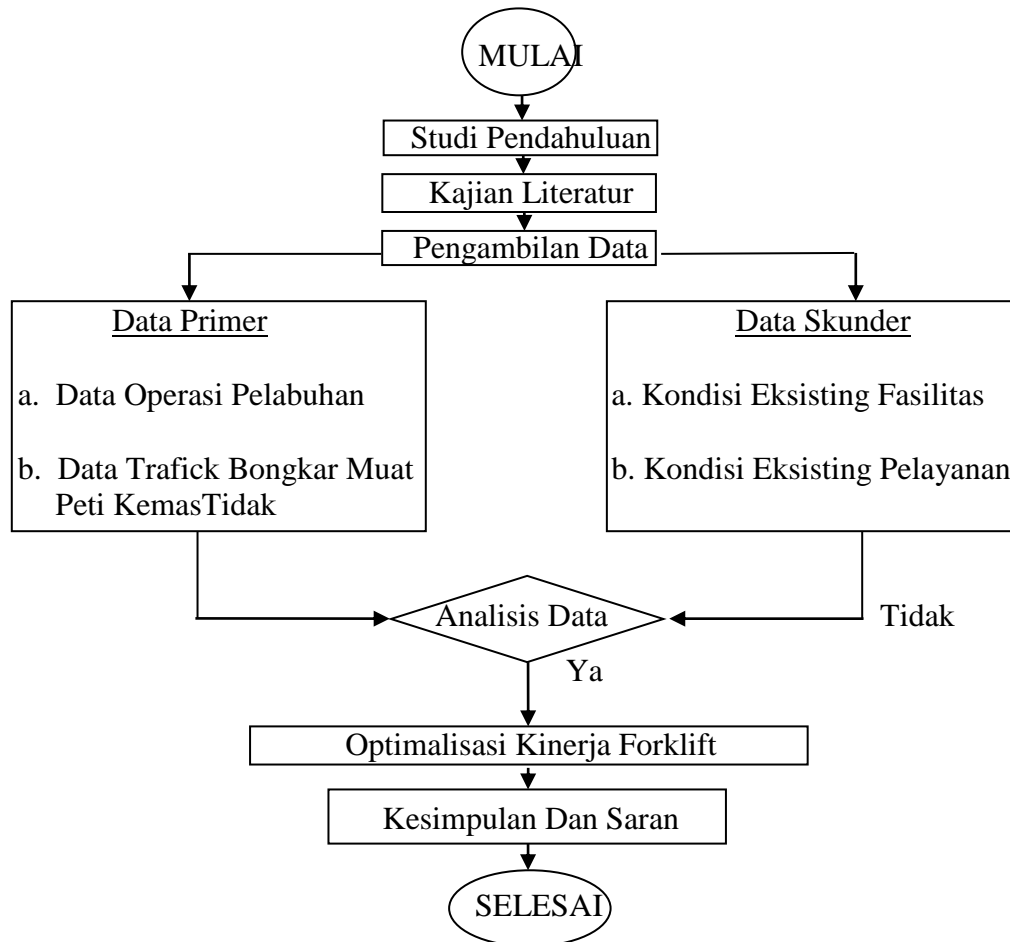 MULAI
Studi Pendahuluan
Kajian Literatur
Pengambilan Data
Data Primer
a. Data Operasi Pelabuhan
b. Data Trafick Bongkar Muat
Peti KemasTidak
Data Skunder
a. Kondisi Eksisting Fasilitas
b. Kondisi Eksisting Pelayanan
Analisis Data
Tidak
Ya
Optimalisasi Kinerja Forklift
Kesimpulan Dan Saran
SELESAI